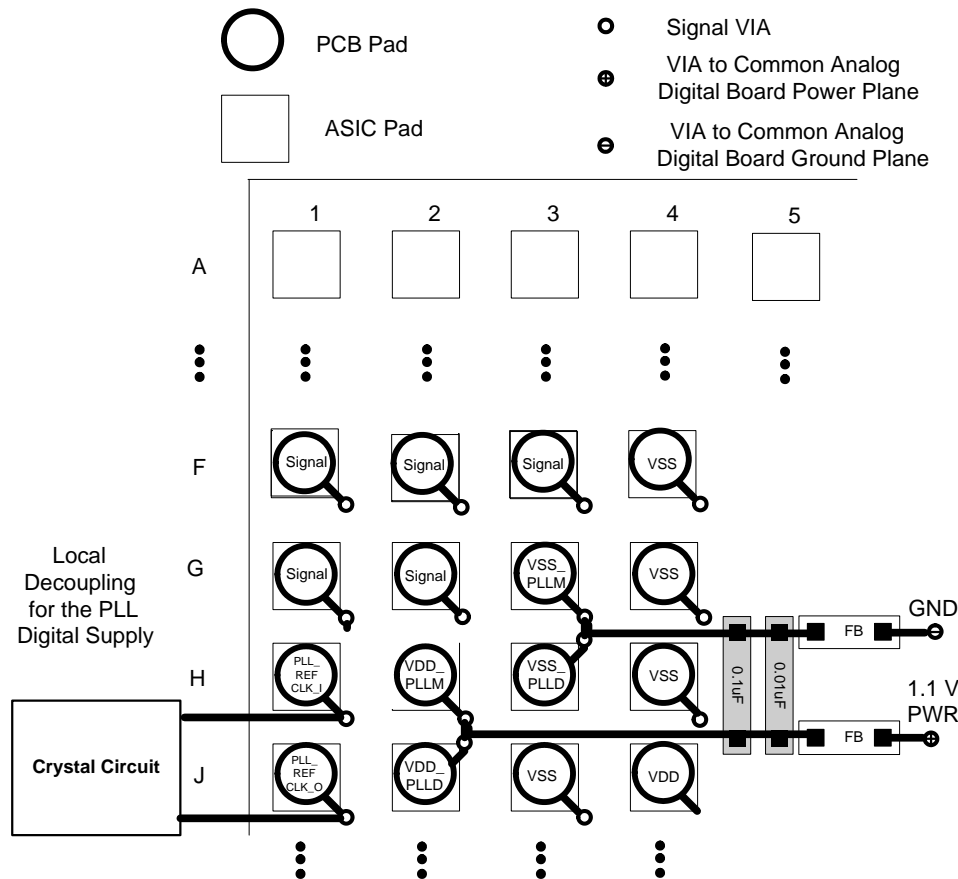 PCB Pad
Signal VIA
VIA to Common Analog
Digital Board Power Plane
ASIC Pad
VIA to Common Analog
Digital Board Ground Plane
1
2
3
4
5
A
F
Signal
Signal
Signal
VSS
Local
Decoupling
for the PLL
Digital Supply
G
Signal
Signal
VSS_
PLLM
VSS
GND
FB
H
PLL_
REF
CLK_I
VDD_
PLLM
VSS_
PLLD
VSS
0.1uF
0.01uF
1.1 V
PWR
FB
Crystal Circuit
J
PLL_
REF
CLK_O
VDD_
PLLD
VSS
VDD